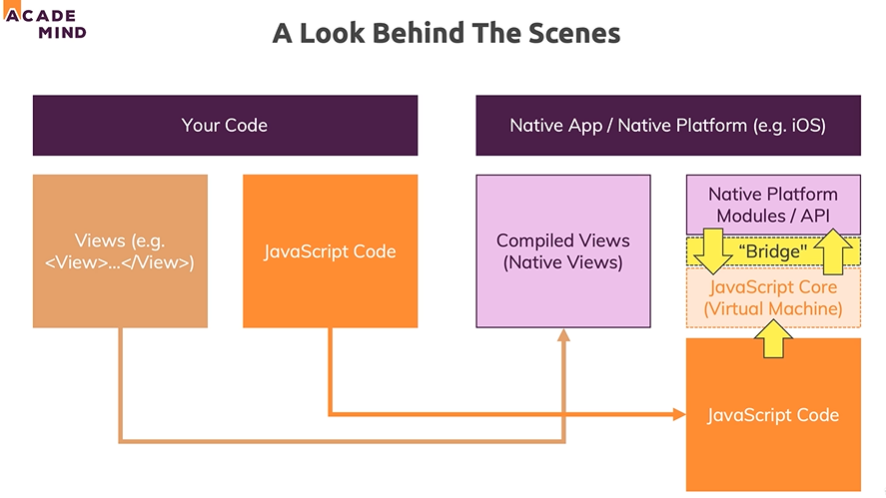 ACADE
MIND
A Look Behind The Scenes
Your Code
Native App / Native Platform (e.g. iOS)
Views (e.g.
<View>...</View>)
JavaScript Code
Compiled Views
(Native Views)
Native Platform
Modules / API
“Bridge"
JavaScript Core
(Virtual Machine)
JavaScript Code